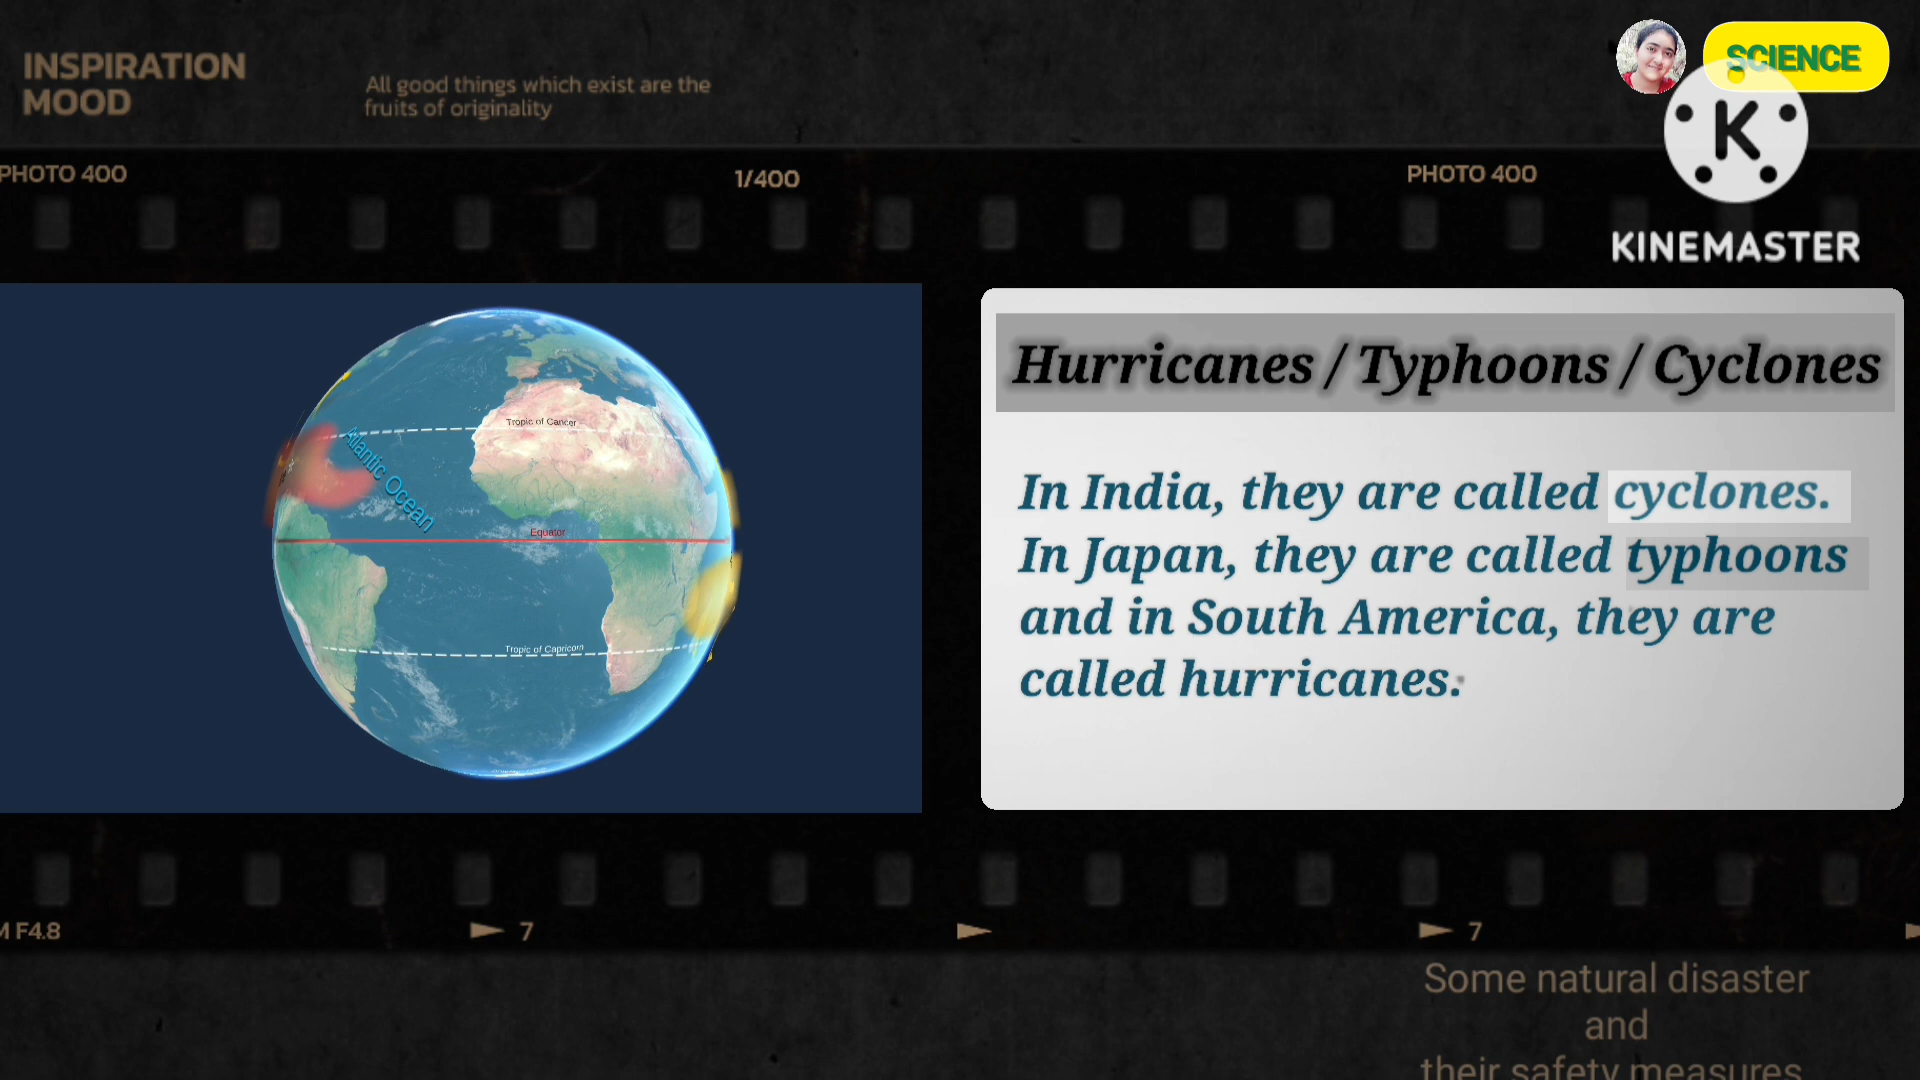 INSPIRATION
MOOD
All good things which exist are the
fruits of originality
SCIENCE
K
KINEMASTER
PHOTO 400
1/400
PHOTO 400
Hurricanes / Typhoons / Cyclones
In India, they are called cyclones.
In Japan, they are called typhoons
and in South America, they are
called hurricanes.
Tropic of Cancer
Atlantic Ocean
Equator
Tropic of Capricorn
M F4.8
7
7
Some natural disaster
and
their safety measures